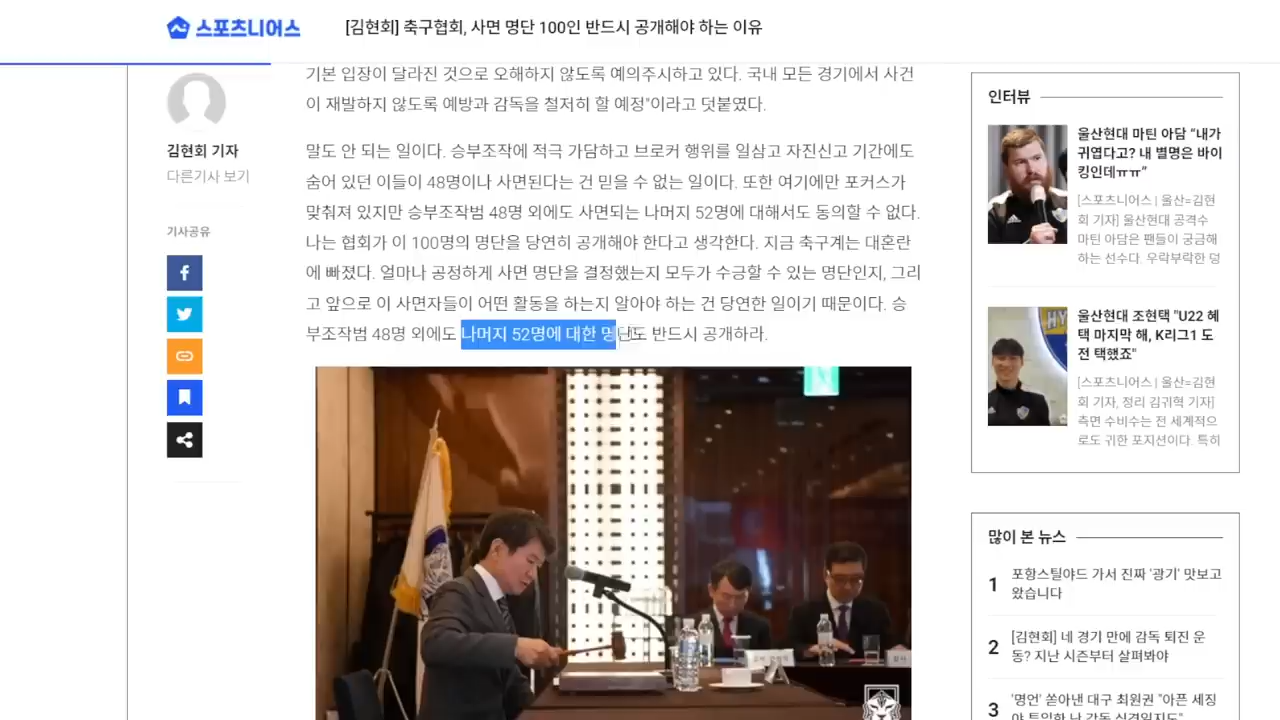 스포츠니어스
[김현회] 축구협회, 사면 명단 100인 반드시 공개해야 하는 이유
김현회 기자
다른기사 보기
기사공유
기본 입장이 달라진 것으로 오해하지 않도록 예의주시하고 있다. 국내 모든 경기에서 사건
이 재발하지 않도록 예방과 감독을 철저히 할 예정"이라고 덧붙였다.
말도 안 되는 일이다. 승부조작에 적극 가담하고 브로커 행위를 일삼고 자진신고 기간에도
숨어 있던 이들이 48명이나 사면된다는 건 믿을 수 없는 일이다. 또한 여기에만 포커스가
맞춰져 있지만 승부조작범 48명 외에도 사면되는 나머지 52명에 대해서도 동의할 수 없다.
나는 협회가 이 100명의 명단을 당연히 공개해야 한다고 생각한다. 지금 축구계는 대혼란
에 빠졌다. 얼마나 공정하게 사면 명단을 결정했는지 모두가 수긍할 수 있는 명단인지, 그리
고 앞으로 이 사면자들이 어떤 활동을 하는지 알아야 하는 건 당연한 일이기 때문이다. 승
부조작범 48명 외에도 나머지 52명에 대한 명단도 반드시 공개하라.
인터뷰
울산현대 마틴 아담 “내가
귀엽다고? 내 별명은 바이
킹인데ㅠㅠ”
[스포츠니어스 | 울산=김현
회 기자] 울산현대 공격수
마틴 아담은 팬들이 궁금해
하는 선수다. 우락부락한 덩
울산현대 조현택 "U22 혜
택 마지막 해, K리그1 도
전 택했죠"
[스포츠니어스 | 울산=김현
회 기자, 정리 김귀혁 기자]
측면 수비수는 전 세계적으
로도 귀한 포지션이다. 특히
많이 본 뉴스
1 포항스틸야드 가서 진짜 '광기' 맛보고
왔습니다
2 [김현회] 네 경기 만에 감독 퇴진 운
동? 지난 시즌부터 살펴봐야
3 '명언' 쏟아낸 대구 최원권 "아픈 세징